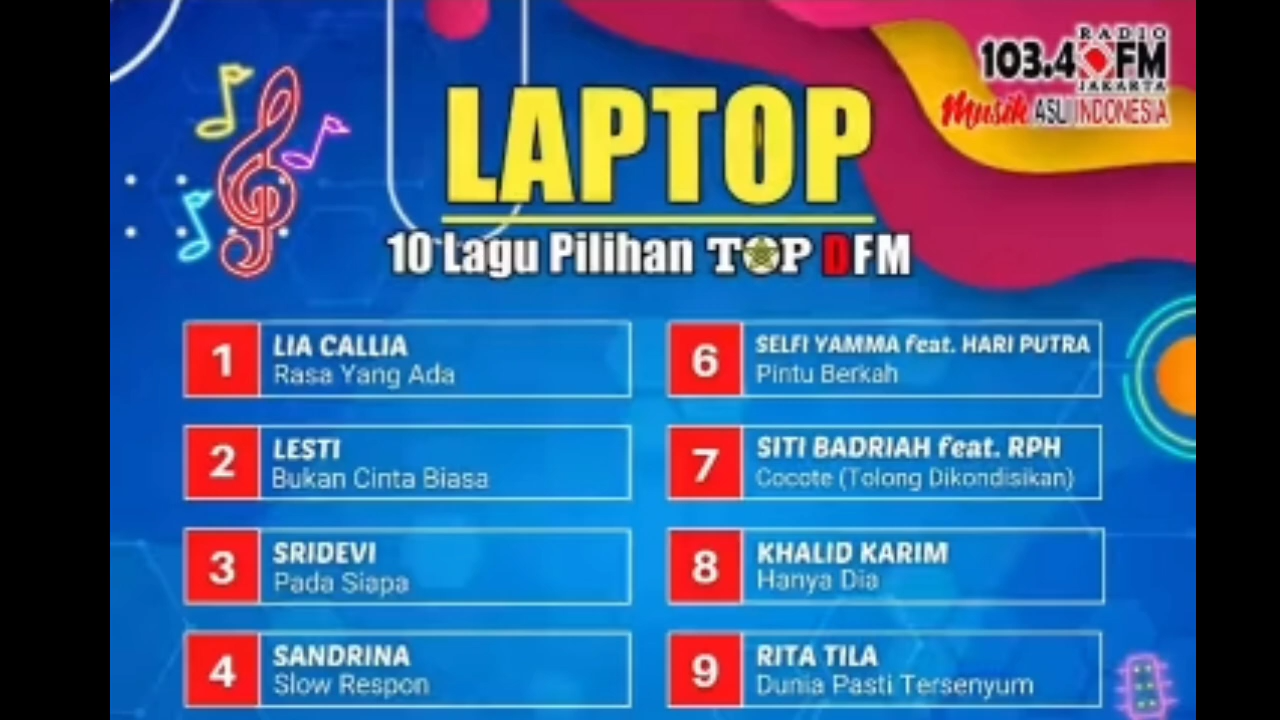 RADIO
103.4 DFM
JAKARTA
Musik ASLI INDONESIA
LAPTOP
10 Lagu Pilihan TOP DFM
1
LIA CALLIA
Rasa Yang Ada
2
LESTI
Bukan Cinta Biasa
3
SRIDEVI
Pada Siapa
4
SANDRINA
Slow Respon
6
SELFI YAMMA feat. HARI PUTRA
Pintu Berkah
7
SITI BADRIAH feat. RPH
Cocote (Tolong Dikondisikan)
8
KHALID KARIM
Hanya Dia
9
RITA TILA
Dunia Pasti Tersenyum